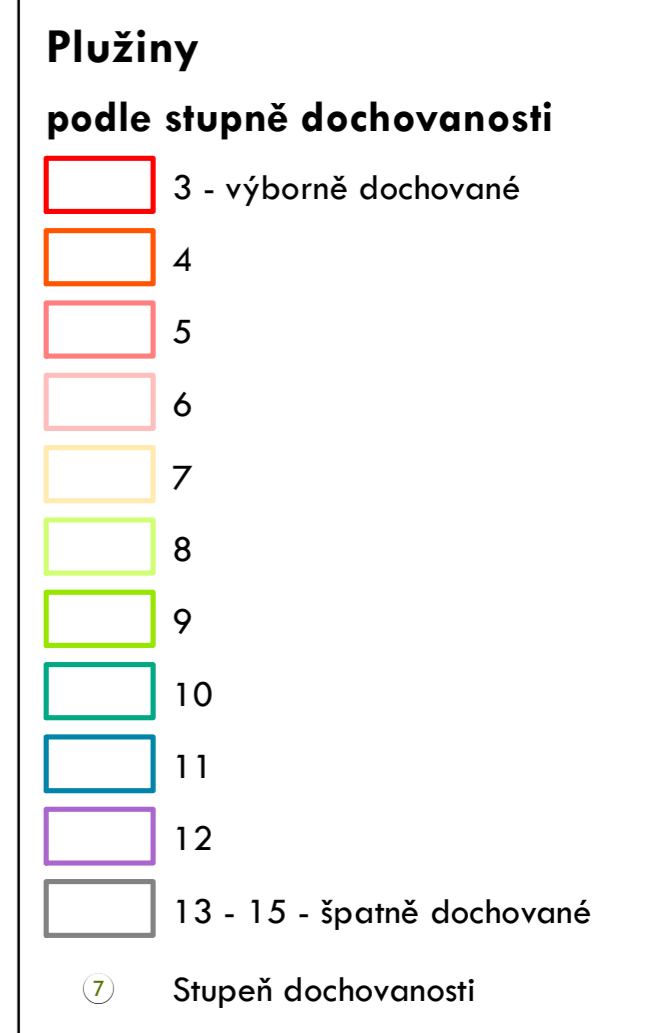 Plužiny
podle stupně dochovanosti
3 - výborně dochované
4
5
6
7
8
9
10
11
12
13 - 15 - špatně dochované
7 Stupeň dochovanosti